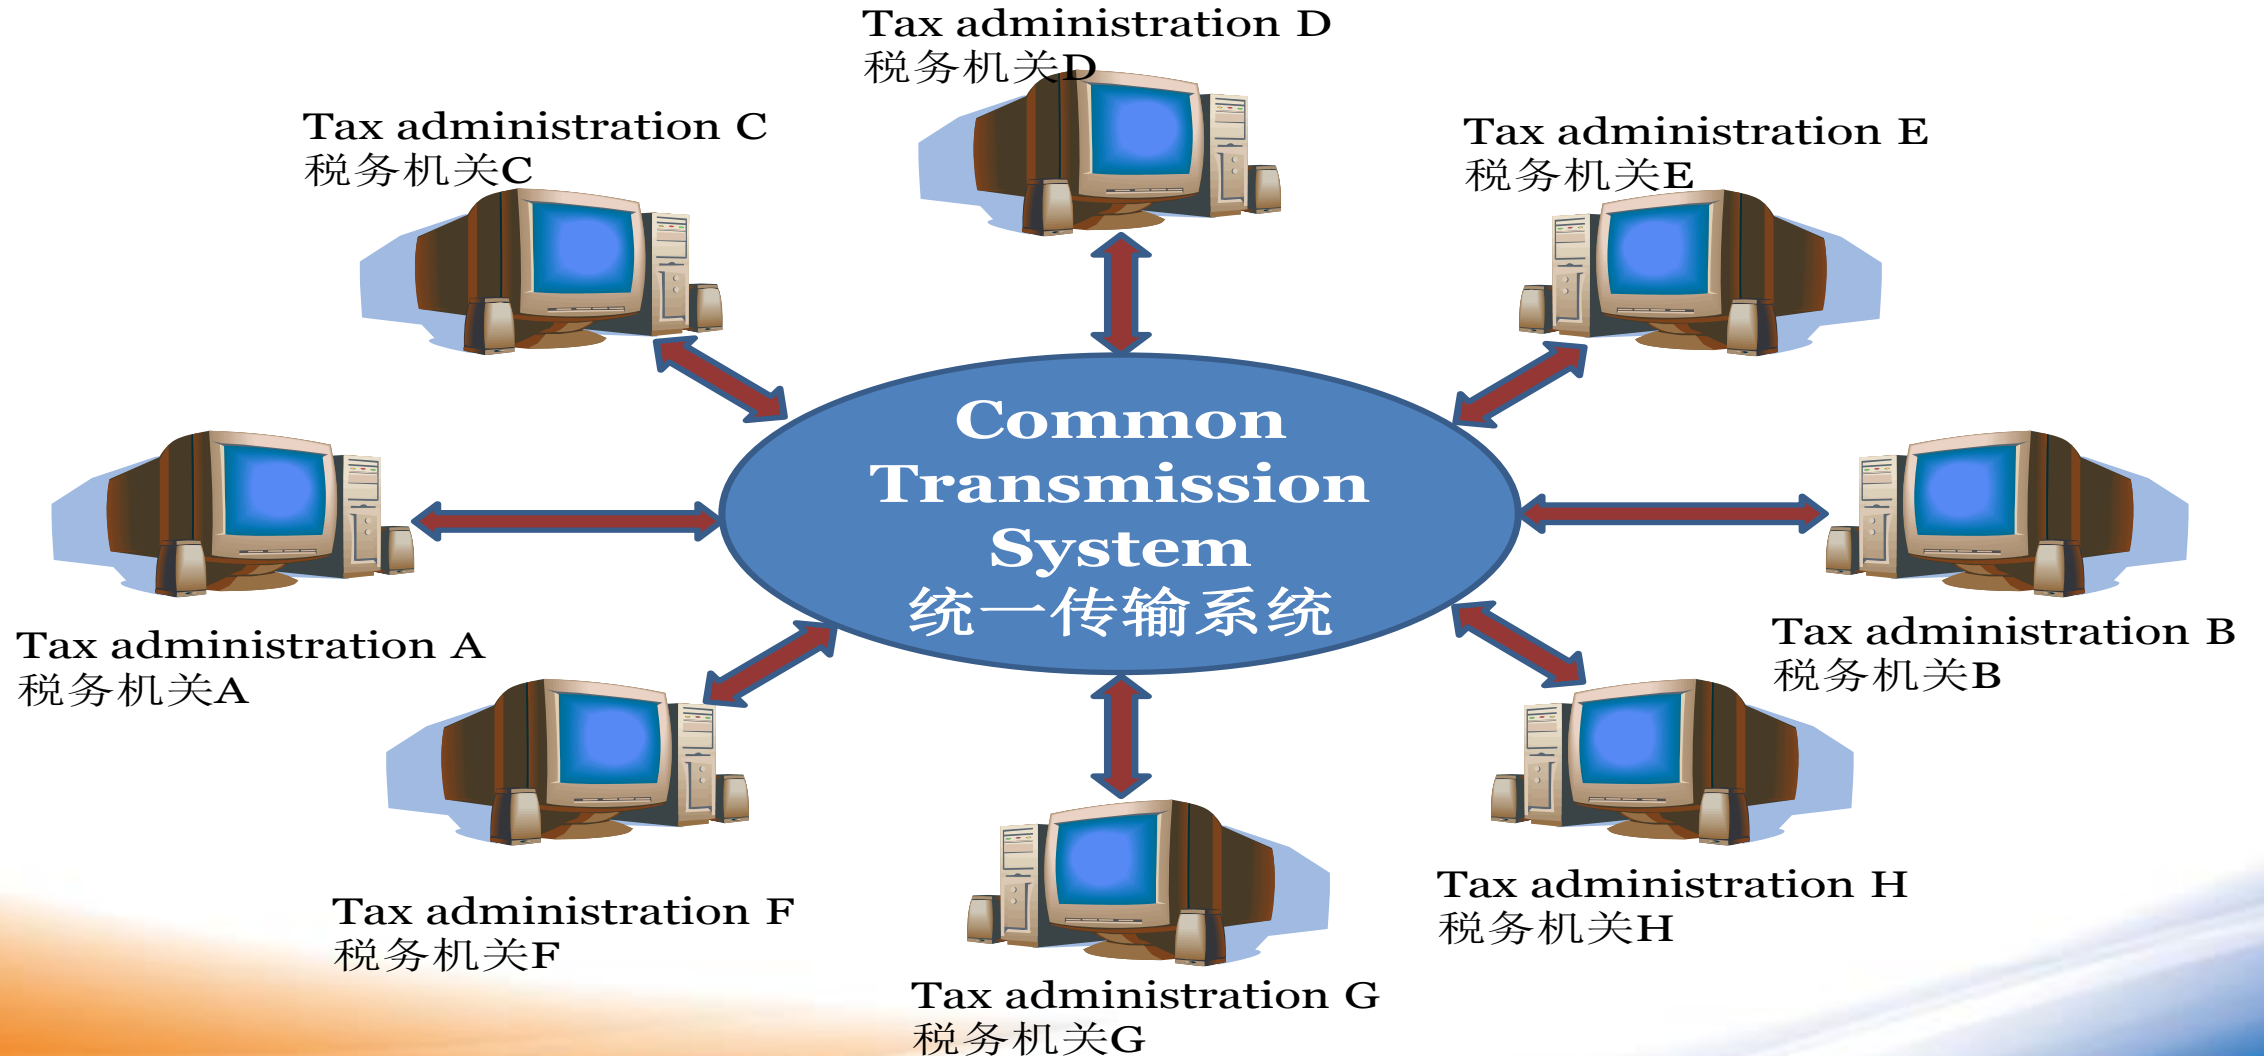 Tax administration D
税务机关D
Tax administration C
税务机关C
Tax administration E
税务机关E
Common
Transmission
System
统一传输系统
Tax administration A
税务机关A
Tax administration B
税务机关B
Tax administration F
税务机关F
Tax administration H
税务机关H
Tax administration G
税务机关G